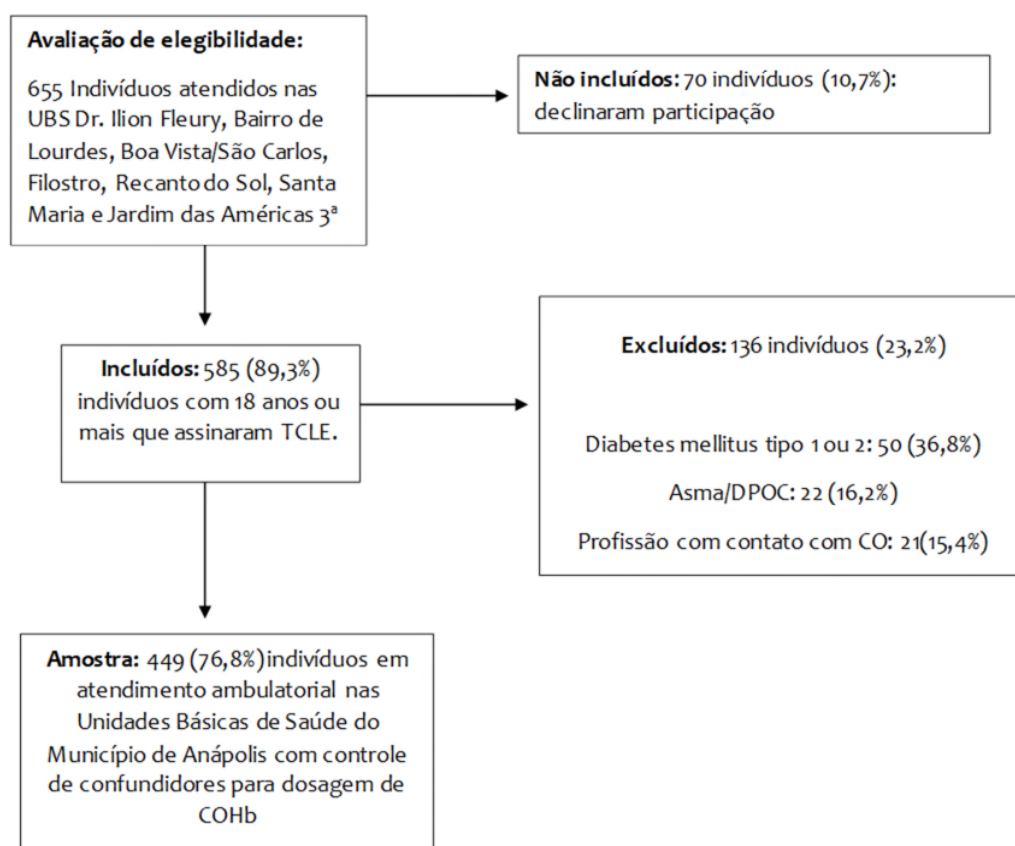 Avaliação de elegibilidade:
655 Indivíduos atendidos nas
UBS Dr. Ilion Fleury, Bairro de
Lourdes, Boa Vista/São Carlos,
Filostro, Recanto do Sol, Santa
Maria e Jardim das Américas 3ª
Não incluídos: 70 indivíduos (10,7%):
declinaram participação
Incluídos: 585 (89,3%)
indivíduos com 18 anos ou
mais que assinaram TCLE.
Excluídos: 136 indivíduos (23,2%)
Diabetes mellitus tipo 1 ou 2: 50 (36,8%)
Asma/DPOC: 22 (16,2%)
Profissão com contato com CO: 21(15,4%)
Amostra: 449 (76,8%)indivíduos em
atendimento ambulatorial nas
Unidades Básicas de Saúde do
Município de Anápolis com controle
de confundidores para dosagem de
COHb